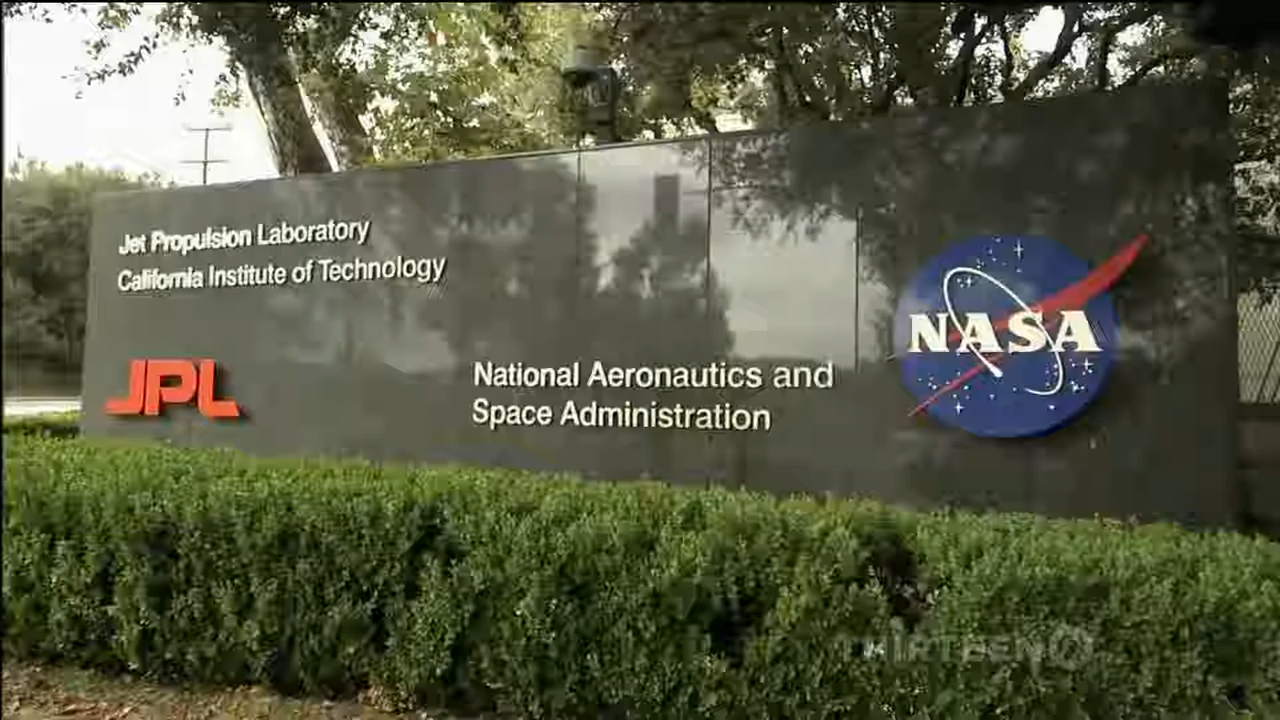 Jet Propulsion Laboratory
California Institute of Technology
JPL
National Aeronautics and
Space Administration
NASA
THIRTEEN